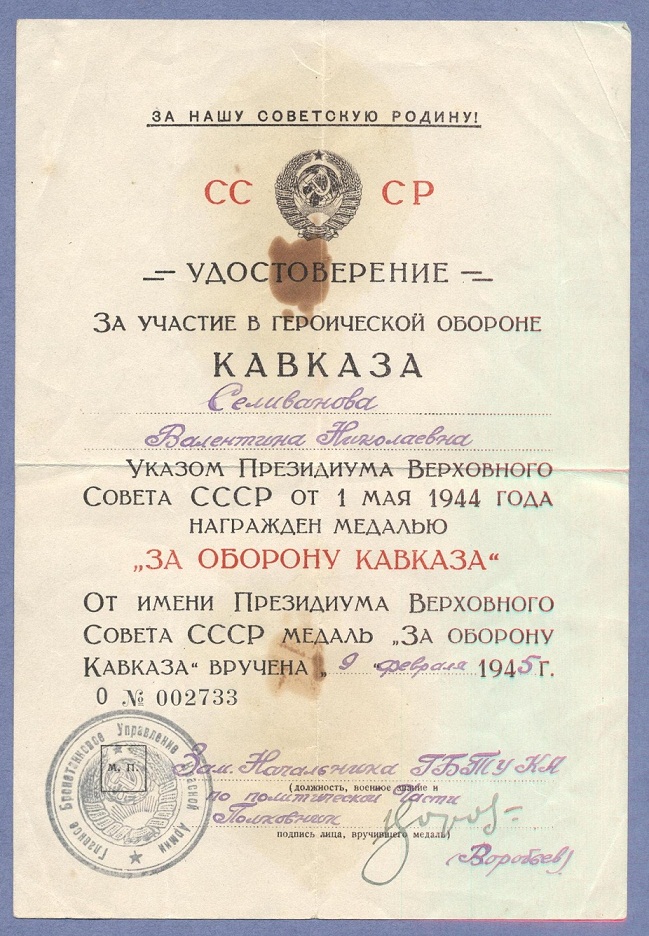 ЗА НАШУ СОВЕТСКУЮ РОДИНУ!
СС СР
УДОСТОВЕРЕНИЕ
ЗА УЧАСТИЕ В ГЕРОИЧЕСКОЙ ОБОРОНЕ
КАВКАЗА
Селиванова
Валентина Николаевна
УКАЗОМ ПРЕЗИДИУМА ВЕРХОВНОГО
СОВЕТА СССР ОТ 1 МАЯ 1944 ГОДА
НАГРАЖДЕН МЕДАЛЬЮ
„ЗА ОБОРОНУ КАВКАЗА“
ОТ ИМЕНИ ПРЕЗИДИУМА ВЕРХОВНОГО
СОВЕТА СССР МЕДАЛЬ „ЗА ОБОРОНУ
КАВКАЗА“ ВРУЧЕНА „9“ февраля 1945 Г.
О № 002733
Главное Бронетанковое Управление Красной Армии
М. П.
Зам. Начальника ГБТУ КА
(должность, военное звание и
по политической части
Полковник
подпись лица, вручившего медаль)
(Воробьев)